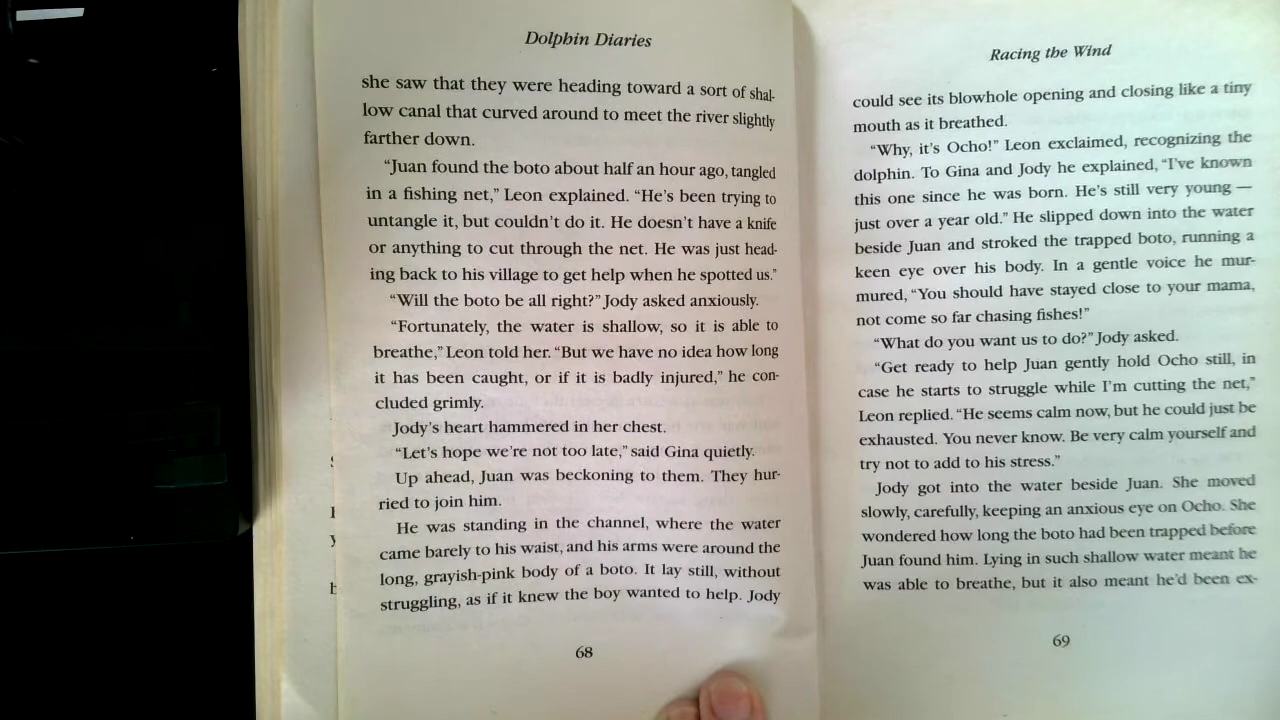 Dolphin Diaries
she saw that they were heading toward a sort of shal-
low canal that curved around to meet the river slightly
farther down.
“Juan found the boto about half an hour ago, tangled
in a fishing net,” Leon explained. “He’s been trying to
untangle it, but couldn’t do it. He doesn’t have a knife
or anything to cut through the net. He was just head-
ing back to his village to get help when he spotted us.”
“Will the boto be all right?” Jody asked anxiously.
“Fortunately, the water is shallow, so it is able to
breathe,” Leon told her. “But we have no idea how long
it has been caught, or if it is badly injured,” he con-
cluded grimly.
Jody’s heart hammered in her chest.
“Let’s hope we’re not too late,” said Gina quietly.
Up ahead, Juan was beckoning to them. They hur-
ried to join him.
He was standing in the channel, where the water
came barely to his waist, and his arms were around the
long, grayish-pink body of a boto. It lay still, without
struggling, as if it knew the boy wanted to help. Jody
68
Racing the Wind
could see its blowhole opening and closing like a tiny
mouth as it breathed.
“Why, it’s Ocho!” Leon exclaimed, recognizing the
dolphin. To Gina and Jody he explained, “I’ve known
this one since he was born. He’s still very young —
just over a year old.” He slipped down into the water
beside Juan and stroked the trapped boto, running a
keen eye over his body. In a gentle voice he mur-
mured, “You should have stayed close to your mama,
not come so far chasing fishes!”
“What do you want us to do?” Jody asked.
“Get ready to help Juan gently hold Ocho still, in
case he starts to struggle while I’m cutting the net,”
Leon replied. “He seems calm now, but he could just be
exhausted. You never know. Be very calm yourself and
try not to add to his stress.”
Jody got into the water beside Juan. She moved
slowly, carefully, keeping an anxious eye on Ocho. She
wondered how long the boto had been trapped before
Juan found him. Lying in such shallow water meant he
was able to breathe, but it also meant he’d been ex-
69